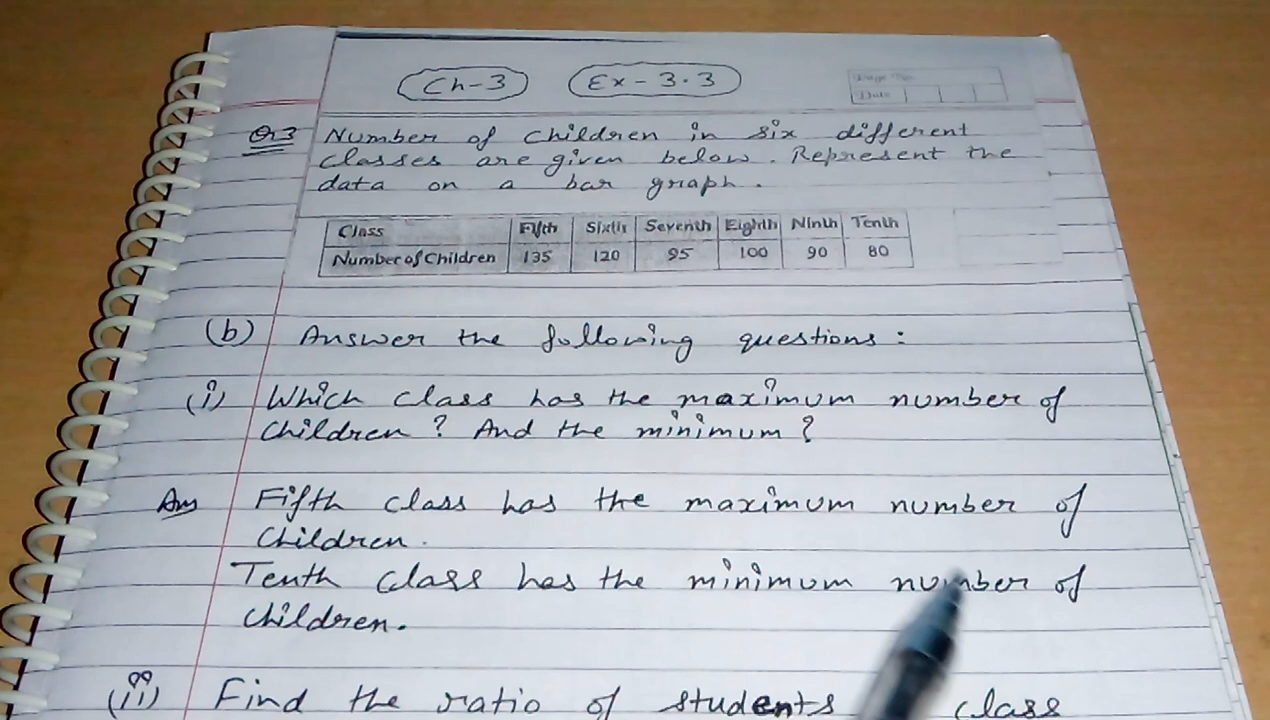 Ch-3 Ex-3.3
Date
Qn3 Number of children in six different
classes are given below. Represent the
data on a bar graph.
Class Fifth Sixth Seventh Eighth Ninth Tenth
Number of Children 135 120 95 100 90 80
(b) Answer the following questions:
(i) Which class has the maximum number of
children? And the minimum?
Ans Fifth class has the maximum number of
children.
Tenth class has the minimum number of
children.
(ii) Find the ratio of students class